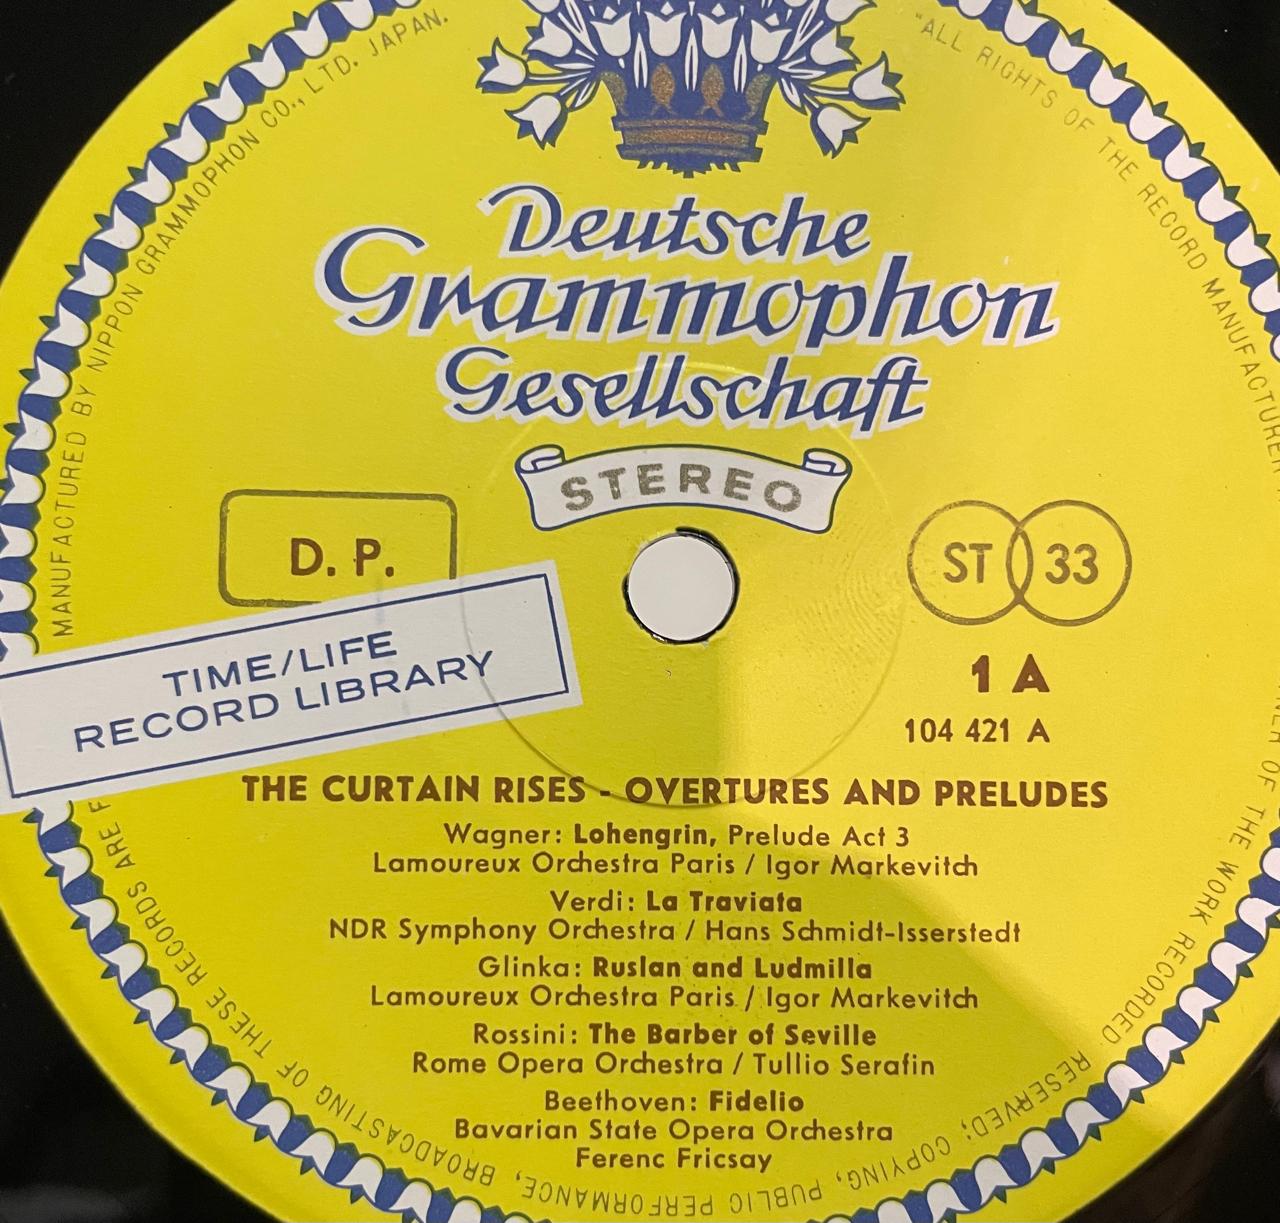 Deutsche
Grammophon
Gesellschaft
STEREO
D. P.
ST 33
TIME/LIFE
RECORD LIBRARY
1 A
104 421 A
THE CURTAIN RISES - OVERTURES AND PRELUDES
Wagner: Lohengrin, Prelude Act 3
Lamoureux Orchestra Paris / Igor Markevitch
Verdi: La Traviata
NDR Symphony Orchestra / Hans Schmidt-Isserstedt
Glinka: Ruslan and Ludmilla
Lamoureux Orchestra Paris / Igor Markevitch
Rossini: The Barber of Seville
Rome Opera Orchestra / Tullio Serafin
Beethoven: Fidelio
Bavarian State Opera Orchestra
Ferenc Fricsay
MANUFACTURED BY NIPPON GRAMMOPHON CO., LTD. JAPAN.
"ALL RIGHTS OF THE RECORD MANUFACTURER
OF THE WORK RECORDED RESERVED; COPYING, PUBLIC PERFORMANCE, BROADCASTING OF THESE RECORDS ARE